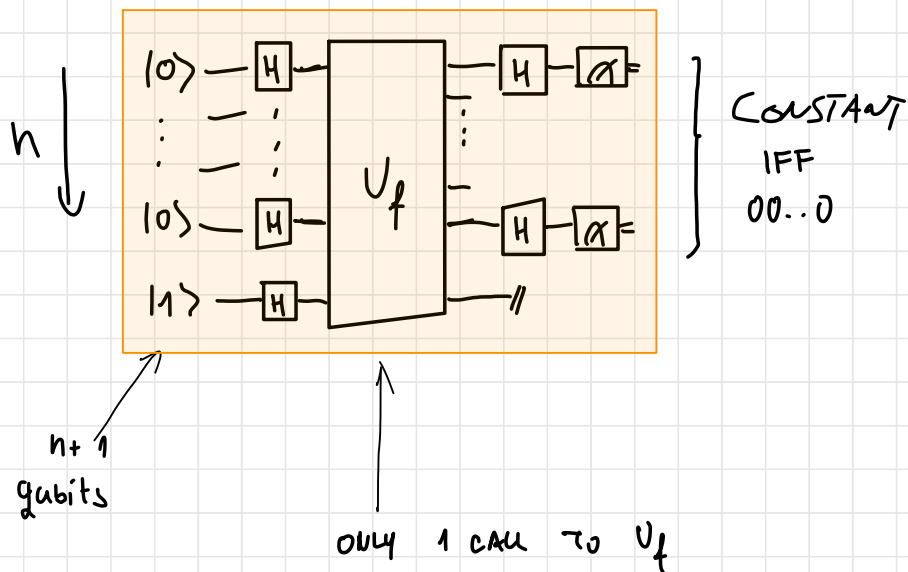 |0⟩ H H
n
|0⟩ H H
U_f
|1⟩ H
CONSTANT
IFF
00..0
n+1
qubits
ONLY 1 CALL TO U_f